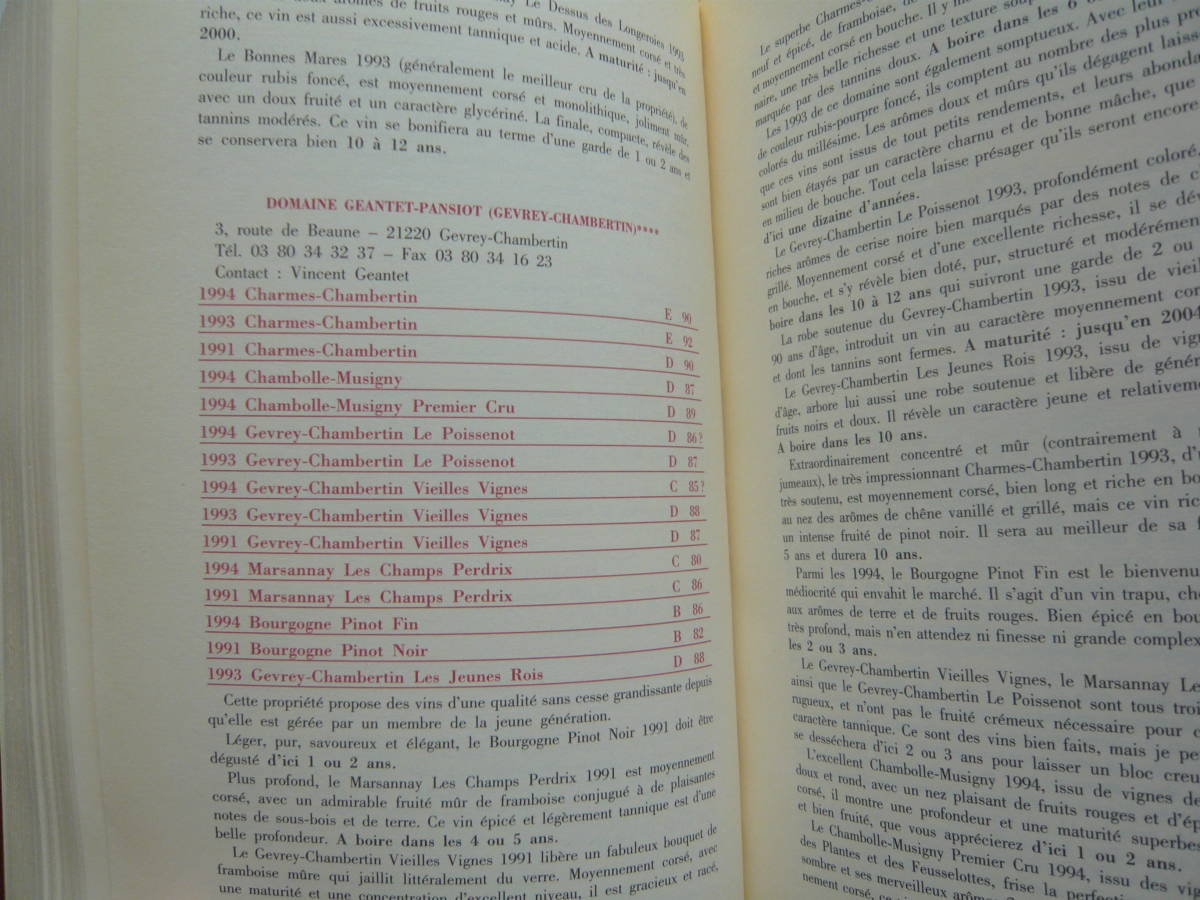 arômes de fruits rouges et mûrs. Moyennement corsé et très
riche, ce vin est aussi excessivement tannique et acide. A maturité : jusqu'en
2000.
Le Bonnes Mares 1993 (généralement le meilleur cru de la propriété), de
couleur rubis foncé, est moyennement corsé et monolithique, joliment mûr,
avec un doux fruité et un caractère glycériné. La finale, compacte, révèle des
tannins modérés. Ce vin se bonifiera au terme d'une garde de 1 ou 2 ans et
se conservera bien 10 à 12 ans.
DOMAINE GEANTET-PANSIOT (GEVREY-CHAMBERTIN)****
3, route de Beaune – 21220 Gevrey-Chambertin
Tél. 03 80 34 32 37 – Fax 03 80 34 16 23
Contact : Vincent Geantet
1994 Charmes-Chambertin E 90
1993 Charmes-Chambertin E 92
1991 Charmes-Chambertin D 90
1994 Chambolle-Musigny D 87
1994 Chambolle-Musigny Premier Cru D 89
1994 Gevrey-Chambertin Le Poissenot D 86?
1993 Gevrey-Chambertin Le Poissenot D 87
1994 Gevrey-Chambertin Vieilles Vignes C 85?
1993 Gevrey-Chambertin Vieilles Vignes D 88
1991 Gevrey-Chambertin Vieilles Vignes D 87
1994 Marsannay Les Champs Perdrix C 80
1991 Marsannay Les Champs Perdrix C 86
1994 Bourgogne Pinot Fin B 86
1991 Bourgogne Pinot Noir B 82
1993 Gevrey-Chambertin Les Jeunes Rois D 88
Cette propriété propose des vins d'une qualité sans cesse grandissante depuis
qu'elle est gérée par un membre de la jeune génération.
Léger, pur, savoureux et élégant, le Bourgogne Pinot Noir 1991 doit être
dégusté d'ici 1 ou 2 ans.
Plus profond, le Marsannay Les Champs Perdrix 1991 est moyennement
corsé, avec un admirable fruité mûr de framboise conjugué à de plaisantes
notes de sous-bois et de terre. Ce vin épicé et légèrement tannique est d'une
belle profondeur. A boire dans les 4 ou 5 ans.
Le Gevrey-Chambertin Vieilles Vignes 1991 libère un fabuleux bouquet de
framboise mûre qui jaillit littéralement du verre. Moyennement corsé, avec
une maturité et une concentration d'excellent niveau, il est gracieux et racé,
Le superbe
neuf et épicé, de framboise,
et moyennement corsé en bouche. Il y
naire, une très belle richesse et une texture
marquée par des tannins doux. A boire dans les 6
Les 1993 de ce domaine sont également somptueux. Avec leur
de couleur rubis-pourpre foncé, ils comptent au nombre des plus
colorés du millésime. Les arômes doux et mûrs qu'ils dégagent
que ces vins sont issus de tout petits rendements, et leurs
sont bien étayés par un caractère charnu et de bonne mâche, que
en milieu de bouche. Tout cela laisse présager qu'ils seront encore
d'ici une dizaine d'années.
Le Gevrey-Chambertin Le Poissenot 1993, profondément coloré,
riches arômes de cerise noire bien marqués par des notes de
grillé. Moyennement corsé et d'une excellente richesse, il se
en bouche, et s'y révèle bien doté, pur, structuré et modérément
boire dans les 10 à 12 ans qui suivront une garde de 2 ou
La robe soutenue du Gevrey-Chambertin 1993, issu de
90 ans d'âge, introduit un vin au caractère moyennement
et dont les tannins sont fermes. A maturité : jusqu'en 2004
Le Gevrey-Chambertin Les Jeunes Rois 1993, issu de
d'âge, arbore lui aussi une robe soutenue et libère de
fruits noirs et doux. Il révèle un caractère jeune et
A boire dans les 10 ans.
Extraordinairement concentré et mûr (contrairement à
jumeaux), le très impressionnant Charmes-Chambertin 1993,
très soutenu, est moyennement corsé, bien long et riche en
au nez des arômes de chêne vanillé et grillé, mais ce vin
un intense fruité de pinot noir. Il sera au meilleur de sa
5 ans et durera 10 ans.
Parmi les 1994, le Bourgogne Pinot Fin est le bienvenu
médiocrité qui envahit le marché. Il s'agit d'un vin trapu,
aux arômes de terre et de fruits rouges. Bien épicé en
très profond, mais n'en attendez ni finesse ni grande
les 2 ou 3 ans.
Le Gevrey-Chambertin Vieilles Vignes, le Marsannay
ainsi que le Gevrey-Chambertin Le Poissenot sont tous
rugueux, et n'ont pas le fruité crémeux nécessaire pour
caractère tannique. Ce sont des vins bien faits, mais je
se desséchera d'ici 2 ou 3 ans pour laisser un bloc
L'excellent Chambolle-Musigny 1994, issu de vignes de
doux et rond, avec un nez plaisant de fruits rouges et
corsé, il montre une profondeur et une maturité superbes
et bien fruité, que vous apprécierez d'ici 1 ou 2 ans.
Le Chambolle-Musigny Premier Cru 1994, issu des
des Plantes et des Feusselottes, frise la
sombre et ses merveilleux